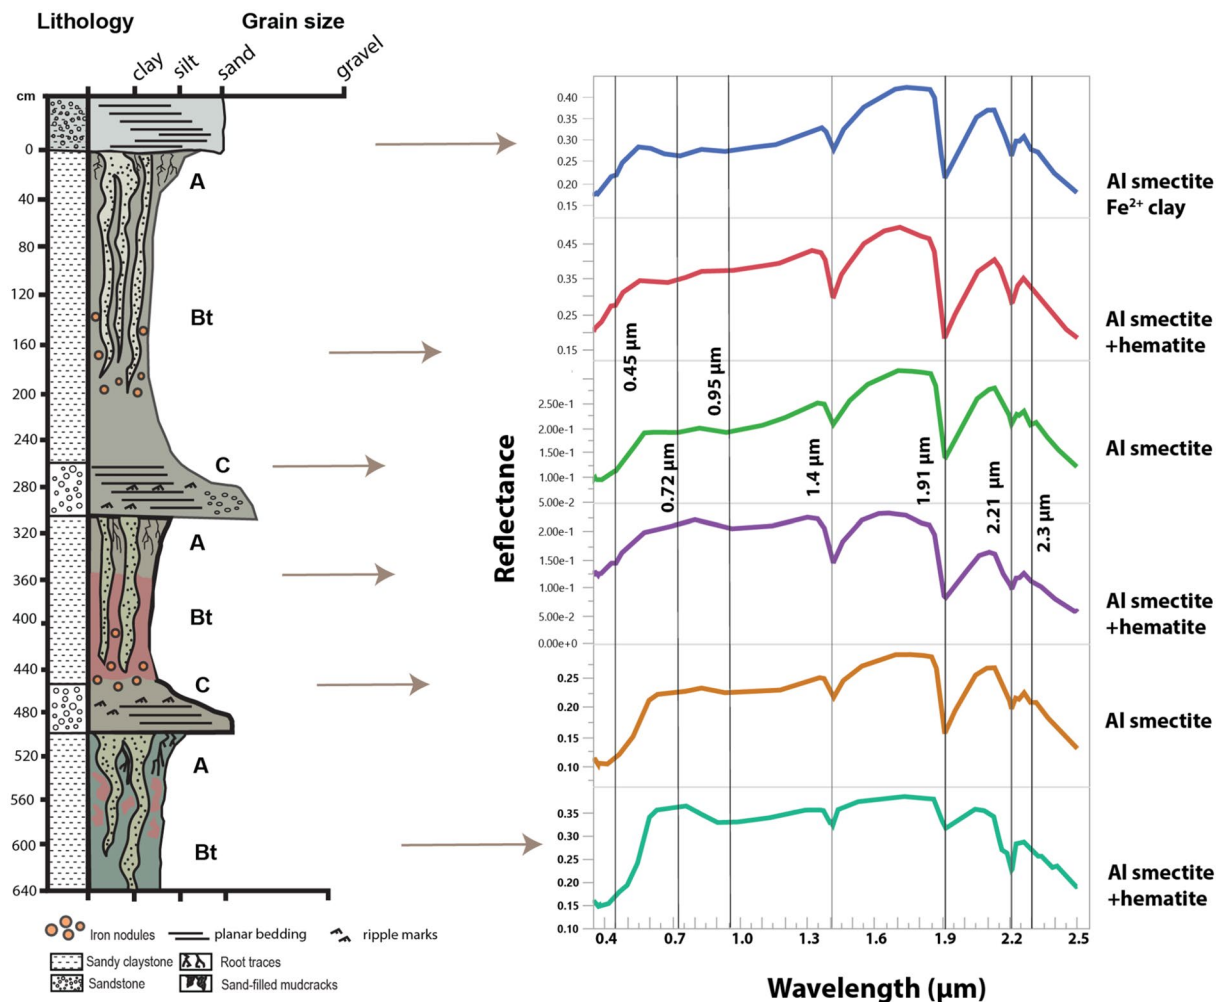 Lithology
Grain size
clay
silt
sand
gravel
cm
0
40
80
120
160
200
240
280
320
360
400
440
480
520
560
600
640
A
Bt
C
A
Bt
C
A
Bt
Iron nodules
planar bedding
ripple marks
Sandy claystone
Root traces
Sandstone
Sand-filled mudcracks
Reflectance
0.40
0.35
0.30
0.25
0.20
0.15
0.45
0.35
0.25
0.15
2.50e-1
2.00e-1
1.50e-1
1.00e-1
5.00e-2
2.00e-1
1.50e-1
1.00e-1
5.00e-2
0.00e+0
0.25
0.20
0.15
0.10
0.35
0.30
0.25
0.20
0.15
0.10
0.45 µm
0.72 µm
0.95 µm
1.4 µm
1.91 µm
2.21 µm
2.3 µm
Al smectite
Fe²⁺ clay
Al smectite
+hematite
Al smectite
Al smectite
+hematite
Al smectite
Al smectite
+hematite
0.4
0.7
1.0
1.3
1.6
1.9
2.2
2.5
Wavelength (µm)